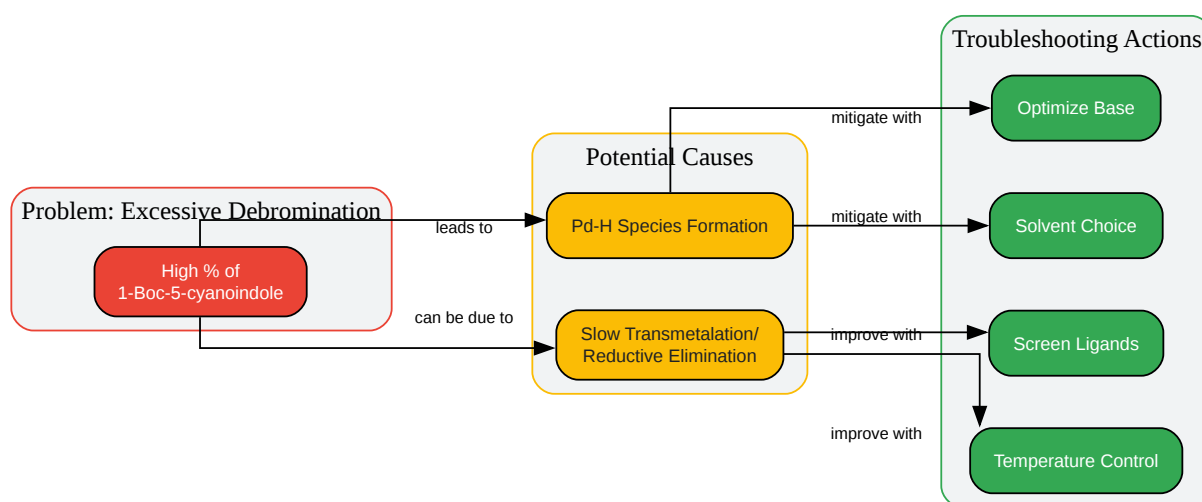 Problem: Excessive Debromination
High % of
1-Boc-5-cyanoindole
leads to
can be due to
Potential Causes
Pd-H Species Formation
Slow Transmetalation/
Reductive Elimination
mitigate with
mitigate with
improve with
improve with
Troubleshooting Actions
Optimize Base
Solvent Choice
Screen Ligands
Temperature Control